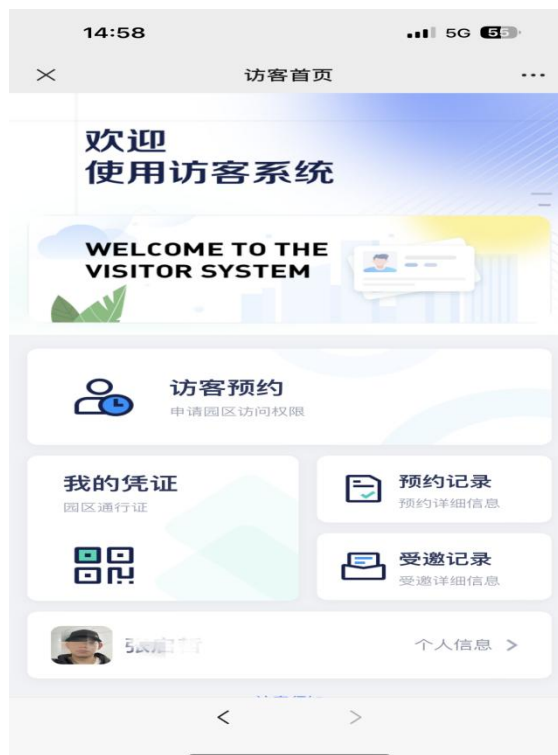 14:58
5G 55
访客首页
欢迎
使用访客系统
WELCOME TO THE
VISITOR SYSTEM
访客预约
申请园区访问权限
我的凭证
园区通行证
预约记录
预约详细信息
受邀记录
受邀详细信息
个人信息 >
< >